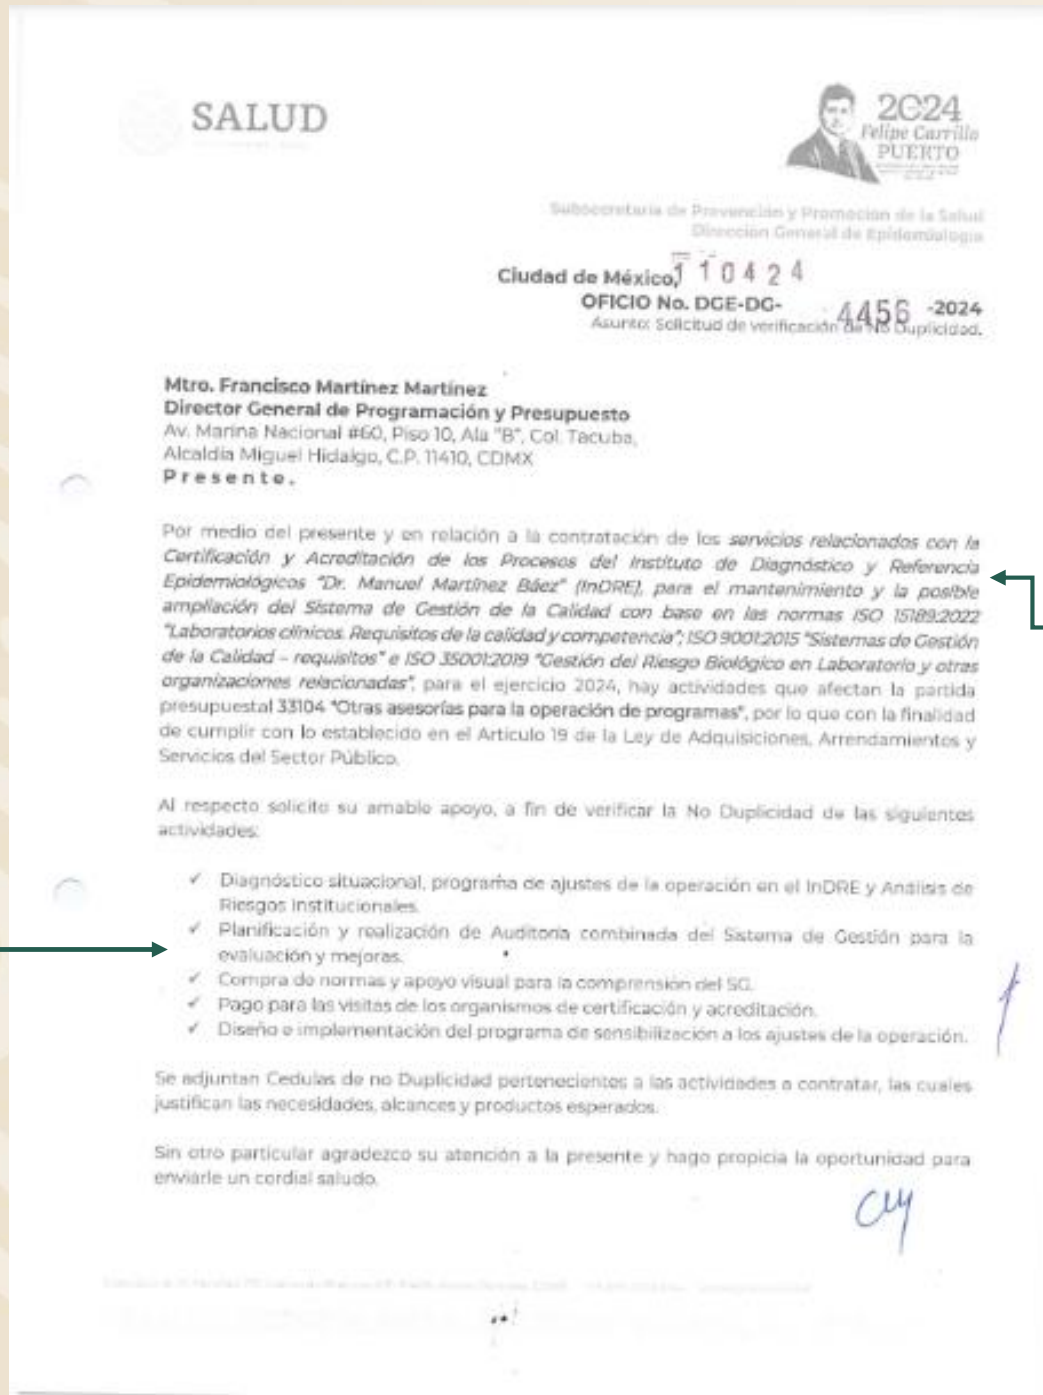 SALUD
2024
Felipe Carrillo
PUERTO
Subsecretaría de Prevención y Promoción de la Salud
Dirección General de Epidemiología
Ciudad de México, 110424
OFICIO No. DGE-DG- 4456 -2024
Asunto: Solicitud de verificación de No Duplicidad.
Mtro. Francisco Martínez Martínez
Director General de Programación y Presupuesto
Av. Marina Nacional #60, Piso 10, Ala "B", Col. Tacuba,
Alcaldía Miguel Hidalgo, C.P. 11410, CDMX
Presente.
Por medio del presente y en relación a la contratación de los servicios relacionados con la
Certificación y Acreditación de los Procesos del Instituto de Diagnóstico y Referencia
Epidemiológicos "Dr. Manuel Martínez Báez" (InDRE), para el mantenimiento y la posible
ampliación del Sistema de Gestión de la Calidad con base en las normas ISO 15189:2022
"Laboratorios clínicos. Requisitos de la calidad y competencia"; ISO 9001:2015 "Sistemas de Gestión
de la Calidad – requisitos" e ISO 35001:2019 "Gestión del Riesgo Biológico en Laboratorio y otras
organizaciones relacionadas", para el ejercicio 2024, hay actividades que afectan la partida
presupuestal 33104 "Otras asesorías para la operación de programas", por lo que con la finalidad
de cumplir con lo establecido en el Artículo 19 de la Ley de Adquisiciones, Arrendamientos y
Servicios del Sector Público.
Al respecto solicito su amable apoyo, a fin de verificar la No Duplicidad de las siguientes
actividades:
✓ Diagnóstico situacional, programa de ajustes de la operación en el InDRE y Análisis de
Riesgos Institucionales.
✓ Planificación y realización de Auditoria combinada del Sistema de Gestión para la
evaluación y mejoras.
✓ Compra de normas y apoyo visual para la comprensión del SG.
✓ Pago para las visitas de los organismos de certificación y acreditación.
✓ Diseño e implementación del programa de sensibilización a los ajustes de la operación.
Se adjuntan Cedulas de no Duplicidad pertenecientes a las actividades a contratar, las cuales
justifican las necesidades, alcances y productos esperados.
Sin otro particular agradezco su atención a la presente y hago propicia la oportunidad para
enviarle un cordial saludo.